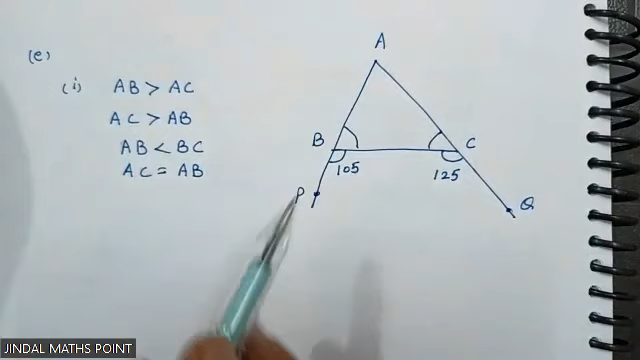 (e)
(i) AB > AC
AC > AB
AB < BC
AC = AB
A
B
C
105
125
P
Q
JINDAL MATHS POINT